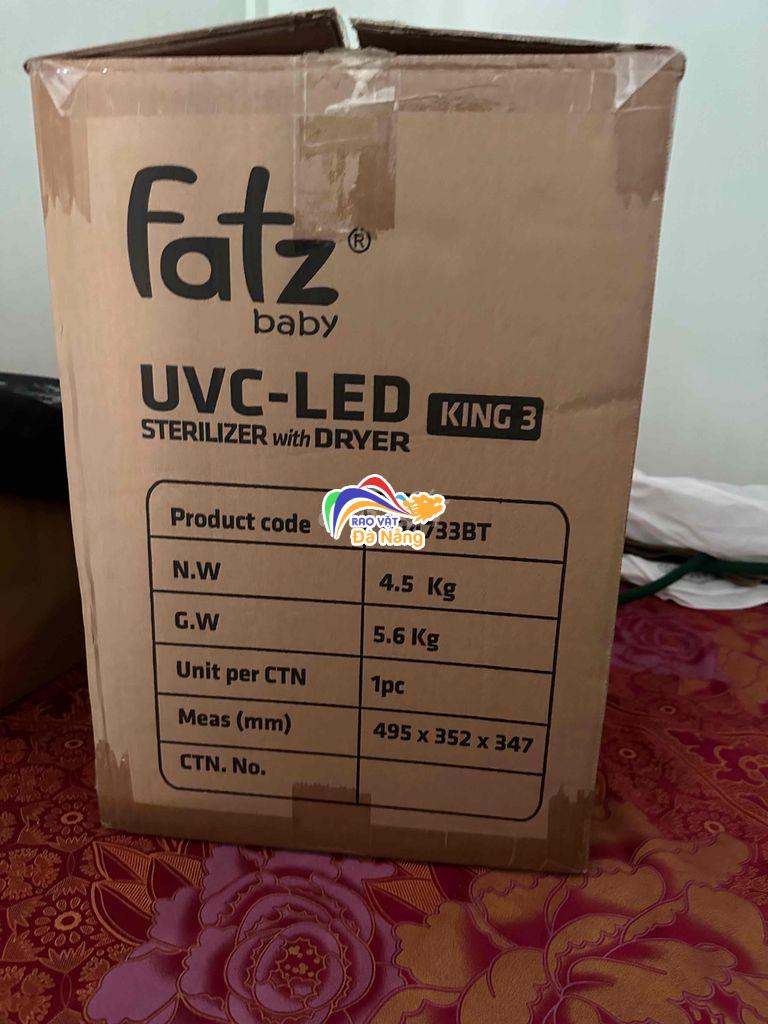 Fatz®
baby
UVC-LED KING 3
STERILIZER with DRYER
RAO VẶT
Đà Nẵng
Product code
N.W 4.5 Kg
G.W 5.6 Kg
Unit per CTN 1pc
Meas (mm) 495 x 352 x 347
CTN. No.